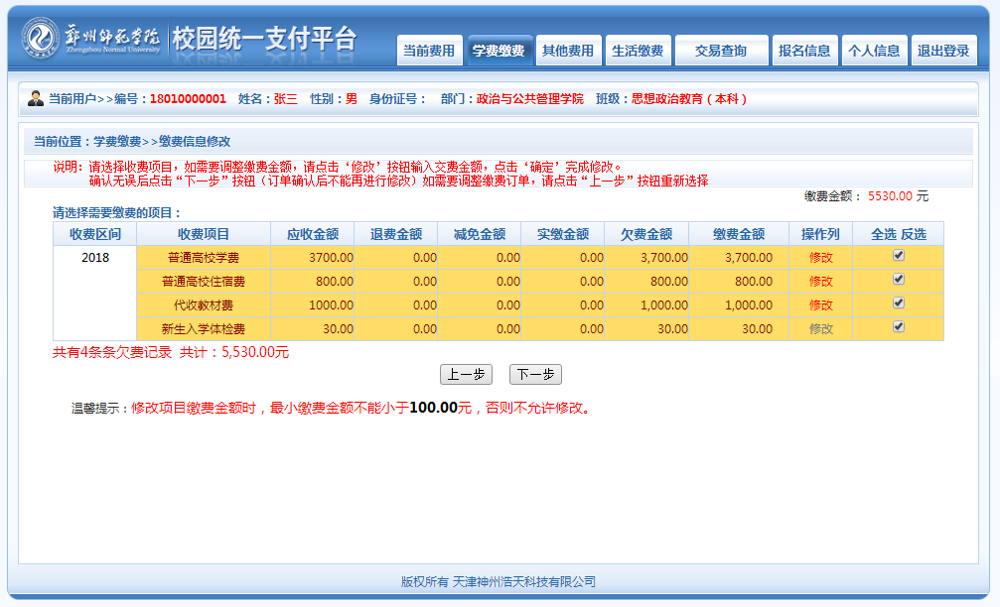 鄭州师范学院
Zhengzhou Normal University
校园统一支付平台
当前费用 学费缴费 其他费用 生活缴费 交易查询 报名信息 个人信息 退出登录
当前用户>>编号：18010000001 姓名：张三 性别：男 身份证号： 部门：政治与公共管理学院 班级：思想政治教育（本科）
当前位置：学费缴费>>缴费信息修改
说明：请选择收费项目，如需要调整缴费金额，请点击‘修改’按钮输入交费金额，点击‘确定’完成修改。
确认无误后点击“下一步”按钮（订单确认后不能再进行修改）如需要调整缴费订单，请点击“上一步”按钮重新选择
缴费金额： 5530.00 元
请选择需要缴费的项目：
收费区间 收费项目 应收金额 退费金额 减免金额 实缴金额 欠费金额 缴费金额 操作列 全选 反选
2018 普通高校学费 3700.00 0.00 0.00 0.00 3,700.00 3,700.00 修改
普通高校住宿费 800.00 0.00 0.00 0.00 800.00 800.00 修改
代收教材费 1000.00 0.00 0.00 0.00 1,000.00 1,000.00 修改
新生入学体检费 30.00 0.00 0.00 0.00 30.00 30.00 修改
共有4条条欠费记录 共计：5,530.00元
上一步 下一步
温馨提示：修改项目缴费金额时，最小缴费金额不能小于100.00元，否则不允许修改。
版权所有 天津神州浩天科技有限公司